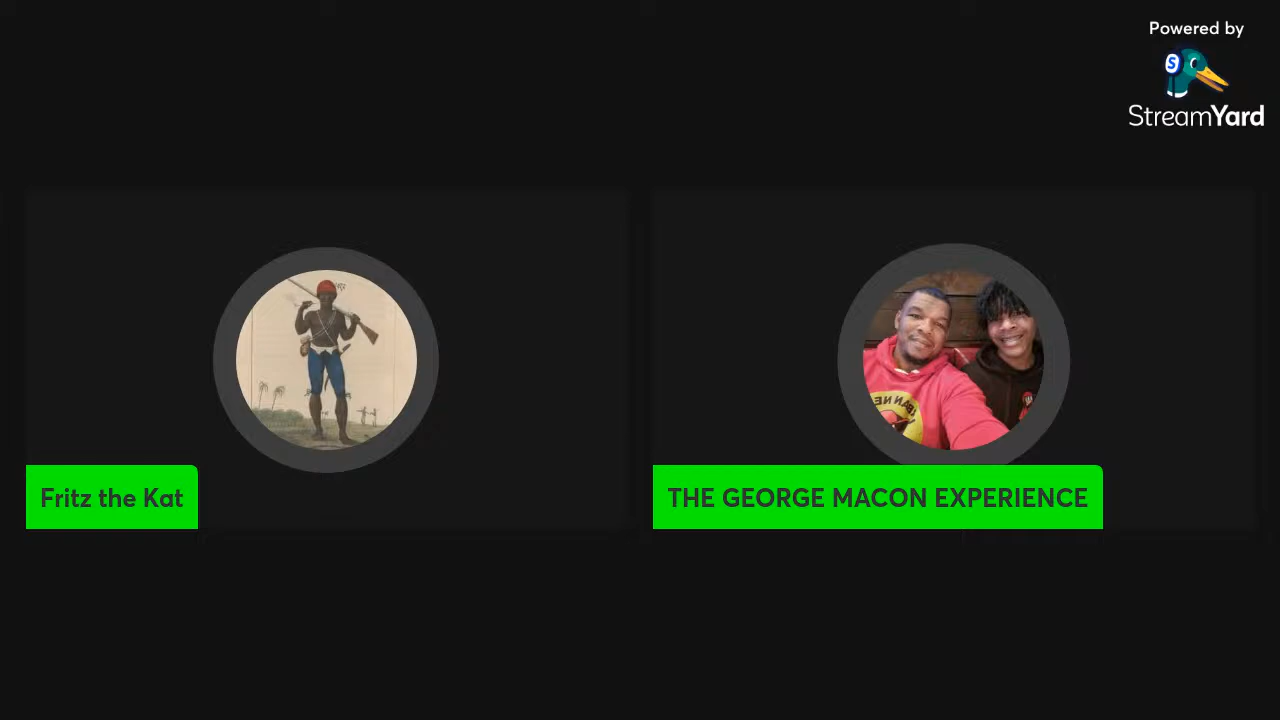 Powered by
S
StreamYard
Fritz the Kat
THE GEORGE MACON EXPERIENCE